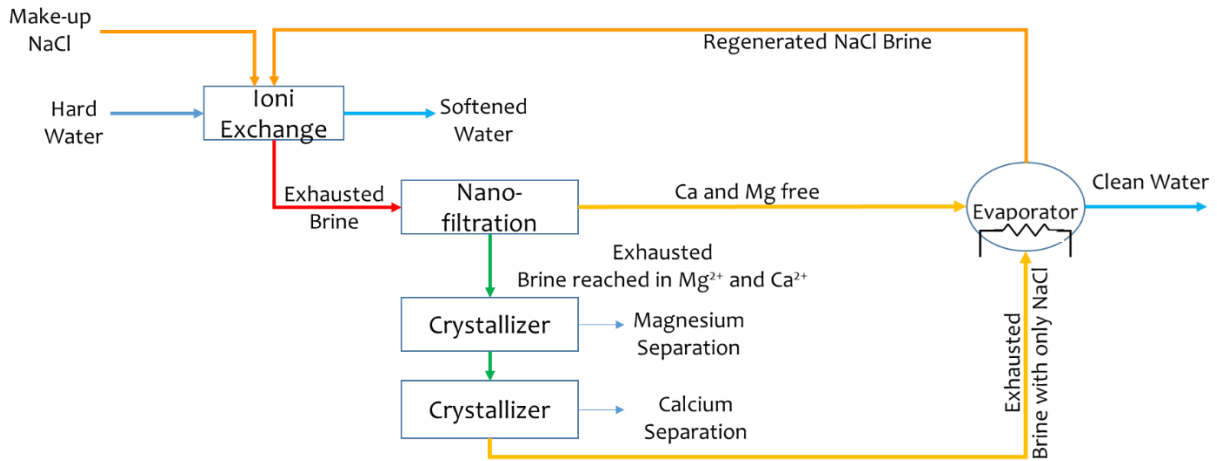 Make-up
NaCl
Regenerated NaCl Brine
Hard
Water
Ioni
Exchange
Softened
Water
Exhausted
Brine
Nano-
filtration
Ca and Mg free
Evaporator
Clean Water
Exhausted
Brine reached in Mg²⁺ and Ca²⁺
Crystallizer
Magnesium
Separation
Crystallizer
Calcium
Separation
Exhausted
Brine with only NaCl